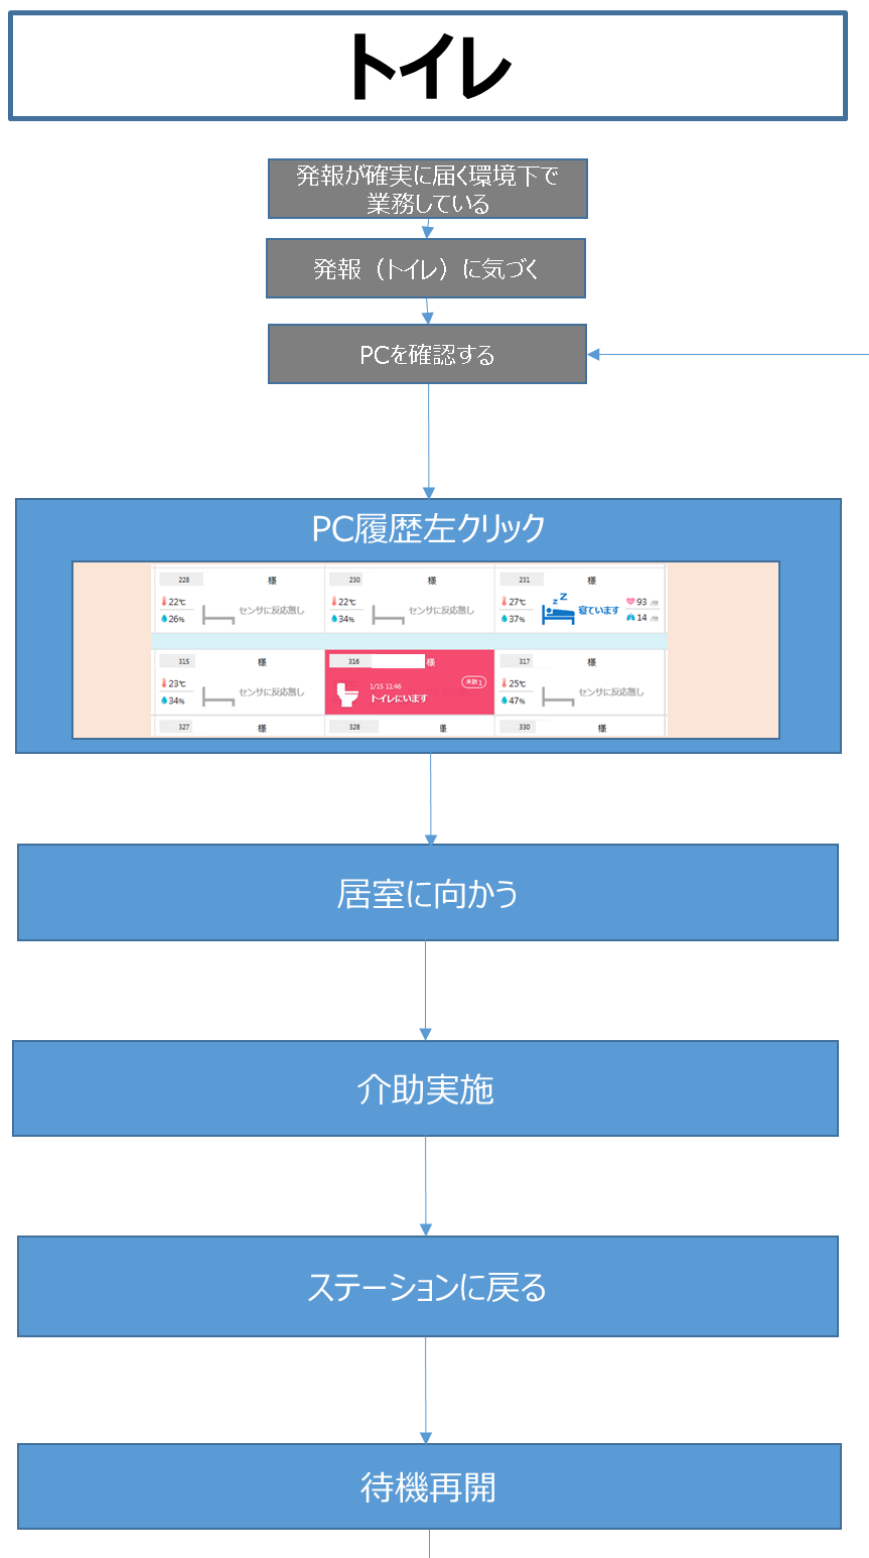 トイレ
発報が確実に届く環境下で
業務している
発報（トイレ）に気づく
PCを確認する
PC履歴左クリック
228 様 230 様 231 様
22℃ センサに反応無し 22℃ センサに反応無し 27℃ zZ 寝ています 93 /分
26% 34% 37% 14 /分
315 様 316 様 317 様
23℃ センサに反応無し 1/15 11:46 25℃ センサに反応無し
34% トイレにいます 47%
327 様 328 様 330 様
居室に向かう
介助実施
ステーションに戻る
待機再開